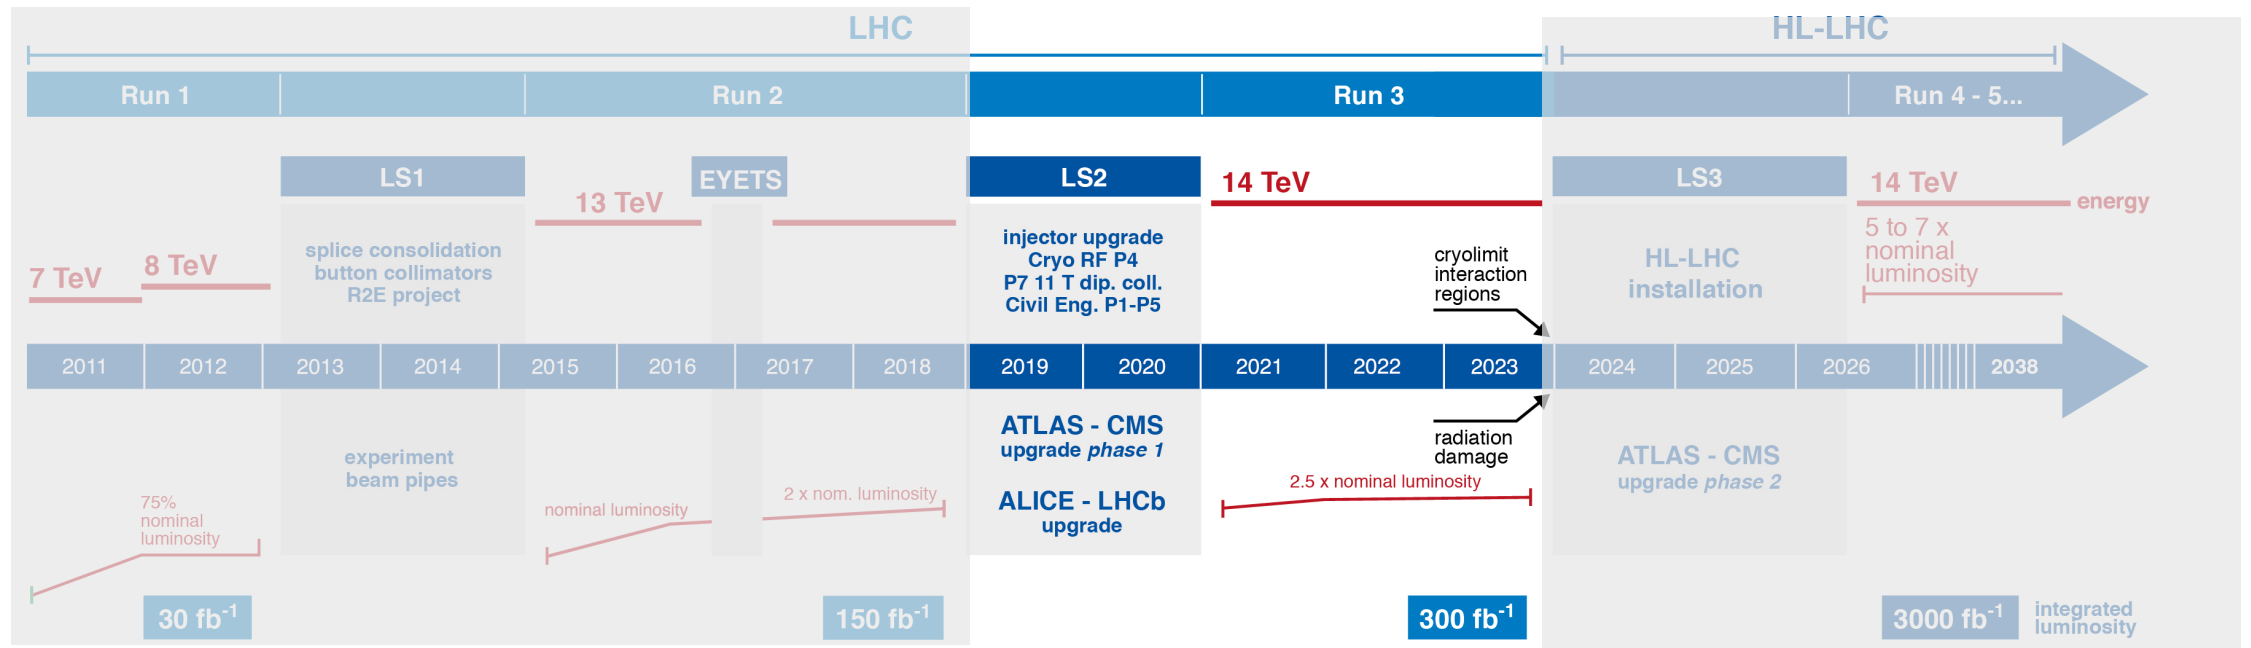 LHC
HL-LHC
Run 1
Run 2
Run 3
Run 4 - 5...
LS1
EYETS
LS2
LS3
7 TeV
8 TeV
13 TeV
14 TeV
14 TeV
energy
splice consolidation
button collimators
R2E project
injector upgrade
Cryo RF P4
P7 11 T dip. coll.
Civil Eng. P1-P5
cryolimit
interaction
regions
HL-LHC
installation
5 to 7 x
nominal
luminosity
2011
2012
2013
2014
2015
2016
2017
2018
2019
2020
2021
2022
2023
2024
2025
2026
2038
experiment
beam pipes
ATLAS - CMS
upgrade phase 1
ALICE - LHCb
upgrade
radiation
damage
ATLAS - CMS
upgrade phase 2
75%
nominal
luminosity
nominal luminosity
2 x nom. luminosity
2.5 x nominal luminosity
30 fb-1
150 fb-1
300 fb-1
3000 fb-1
integrated
luminosity